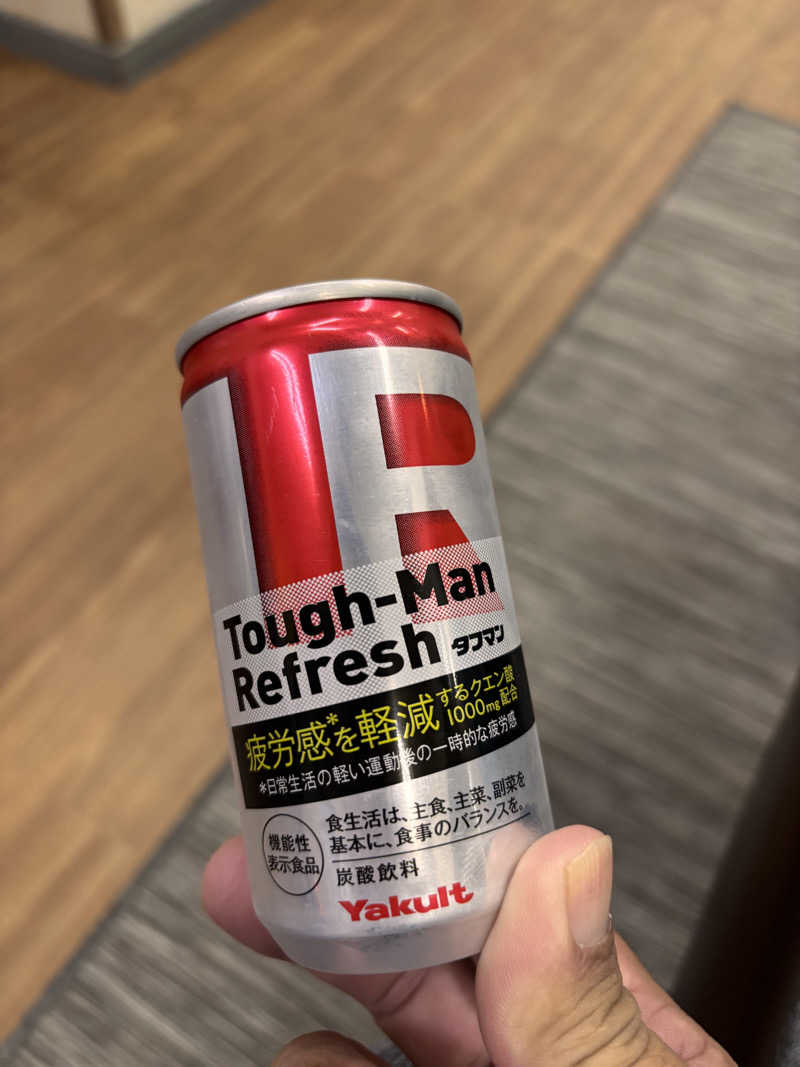 TR
Tough-Man
Refresh タフマン
疲労感*を軽減するクエン酸
1000mg配合
*日常生活の軽い運動後の一時的な疲労感
機能性
表示食品
食生活は、主食、主菜、副菜を
基本に、食事のバランスを。
炭酸飲料
Yakult